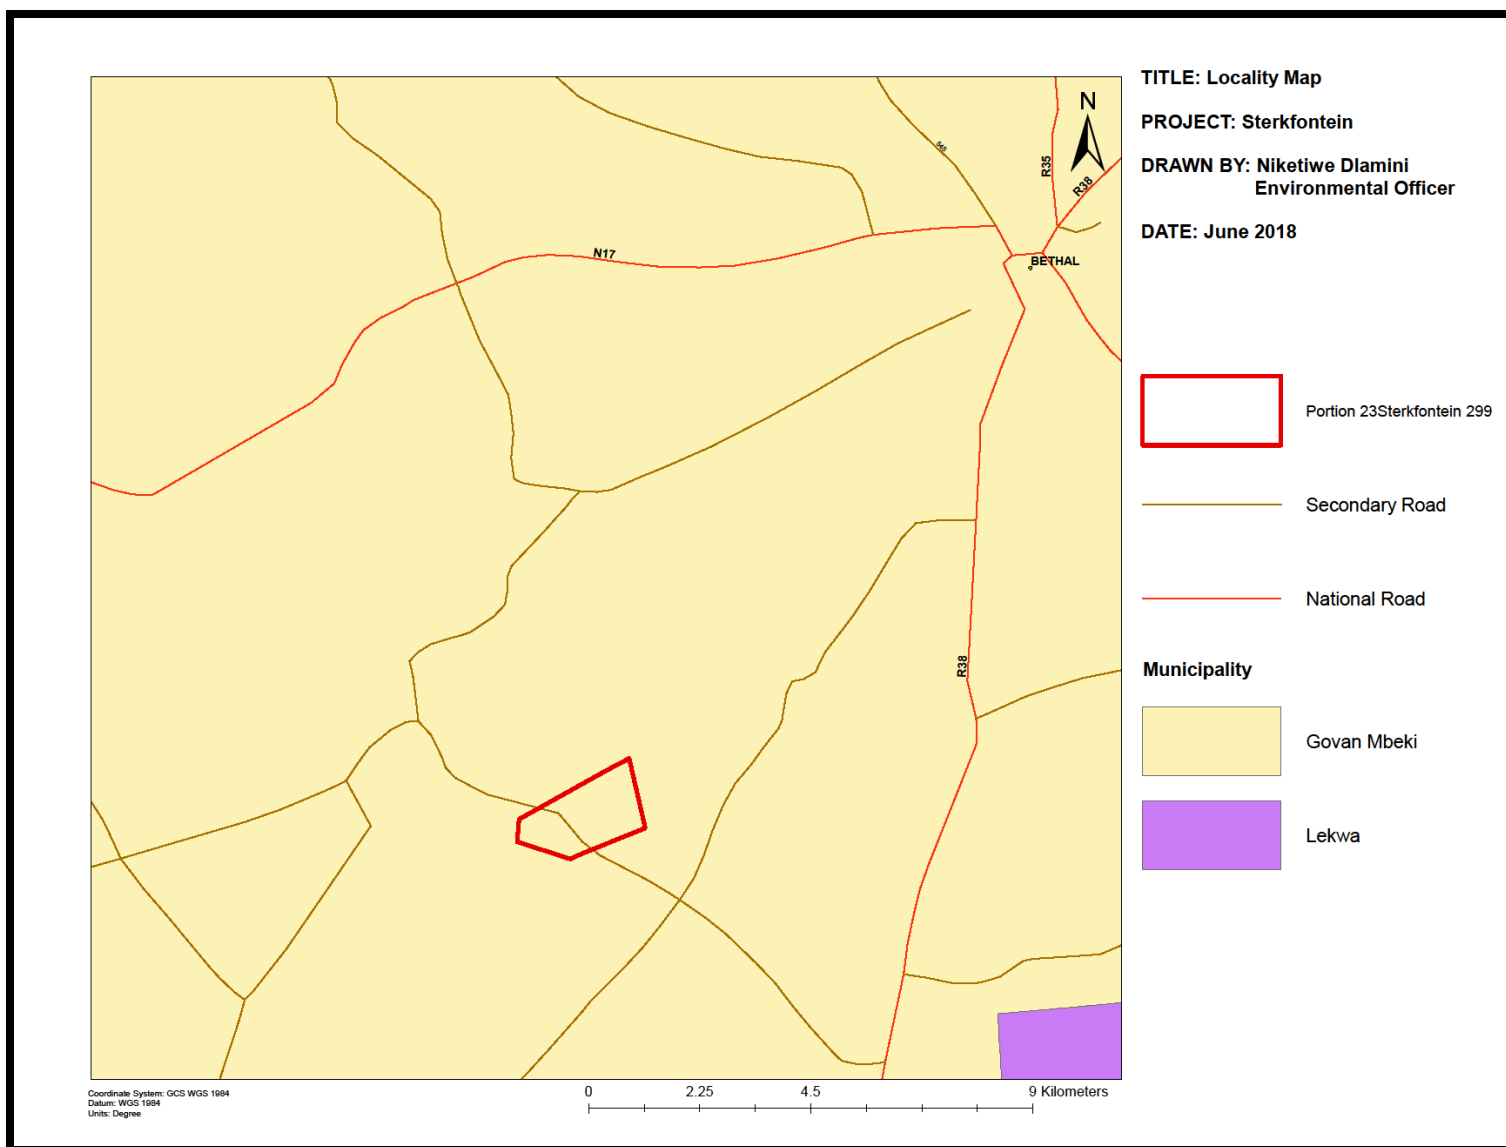 TITLE: Locality Map
PROJECT: Sterkfontein
DRAWN BY: Niketiwe Dlamini
Environmental Officer
DATE: June 2018
N
545
R35
R38
N17
BETHAL
R38
Portion 23Sterkfontein 299
Secondary Road
National Road
Municipality
Govan Mbeki
Lekwa
Coordinate System: GCS WGS 1984
Datum: WGS 1984
Units: Degree
0 2.25 4.5 9 Kilometers